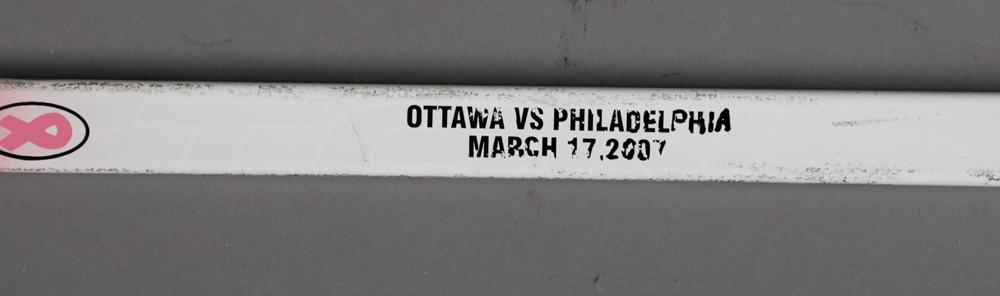 OTTAWA VS PHILADELPHIA
MARCH 17,2007